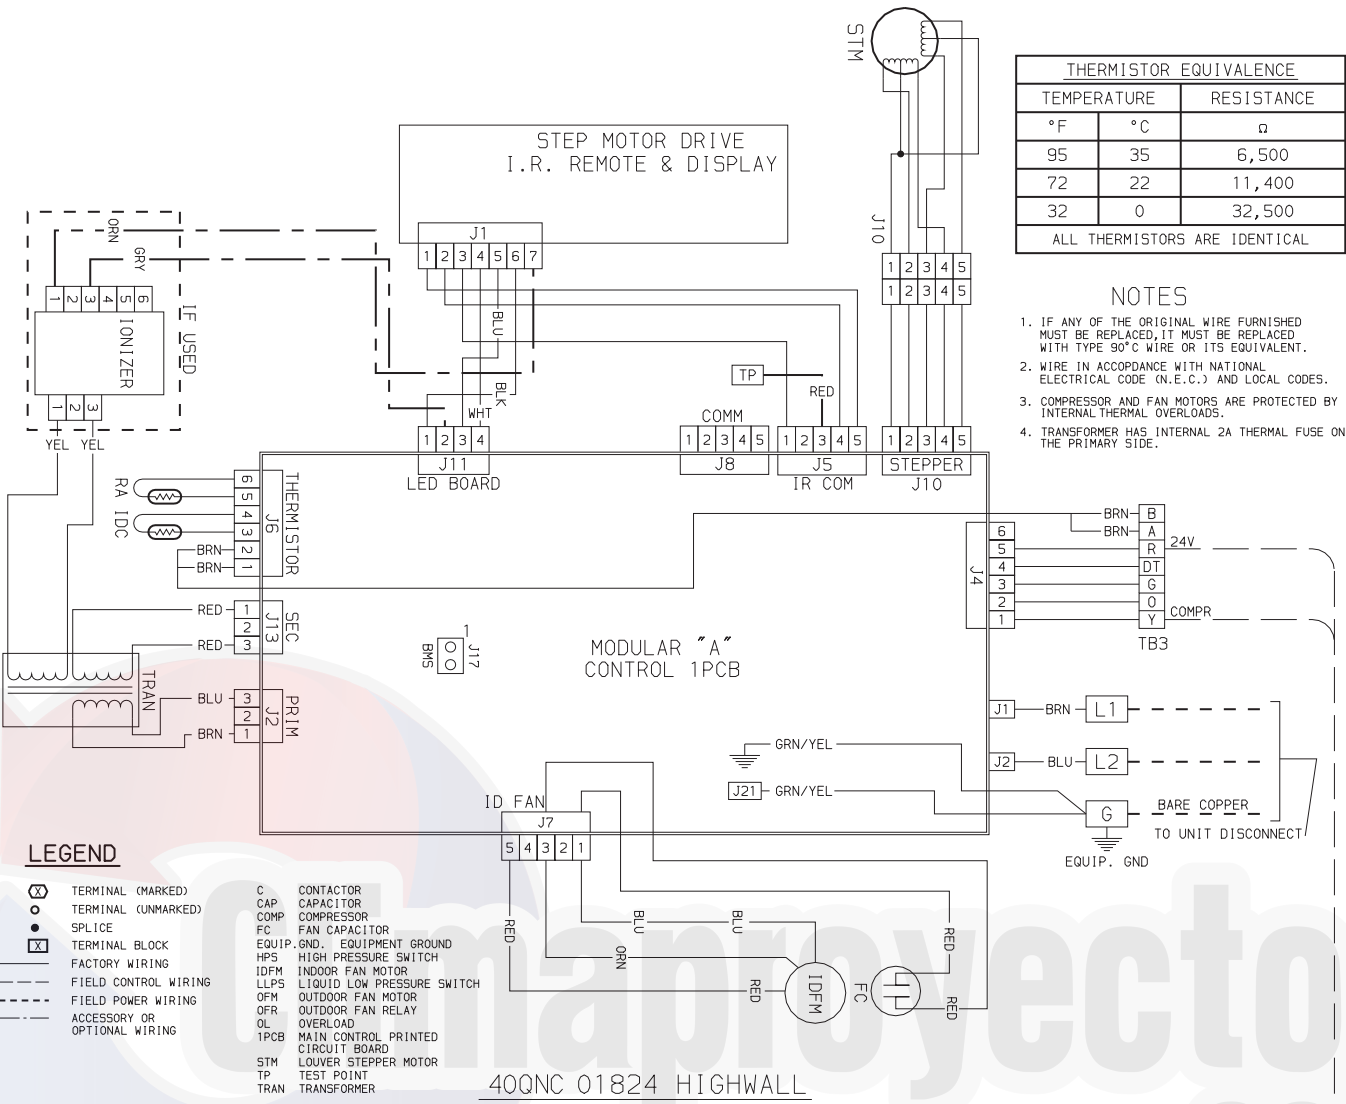 STM
STEP MOTOR DRIVE
I.R. REMOTE & DISPLAY
J1
1 2 3 4 5 6 7
THERMISTOR EQUIVALENCE
TEMPERATURE RESISTANCE
°F °C Ω
95 35 6,500
72 22 11,400
32 0 32,500
ALL THERMISTORS ARE IDENTICAL
NOTES
1. IF ANY OF THE ORIGINAL WIRE FURNISHED
MUST BE REPLACED,IT MUST BE REPLACED
WITH TYPE 90°C WIRE OR ITS EQUIVALENT.
2. WIRE IN ACCOPDANCE WITH NATIONAL
ELECTRICAL CODE (N.E.C.) AND LOCAL CODES.
3. COMPRESSOR AND FAN MOTORS ARE PROTECTED BY
INTERNAL THERMAL OVERLOADS.
4. TRANSFORMER HAS INTERNAL 2A THERMAL FUSE ON
THE PRIMARY SIDE.
J10
1 2 3 4 5
1 2 3 4 5
ORN
GRY
1 2 3 4 5 6
IONIZER
IF USED
1 2 3
YEL YEL
BLU
BLK
WHT
TP
RED
COMM
1 2 3 4
J11
LED BOARD
1 2 3 4 5
J8
1 2 3 4 5
J5
IR COM
1 2 3 4 5
STEPPER
J10
RA
IDC
6
5
4
3
BRN 2
BRN 1
J6
THERMISTOR
RED 1
2
RED 3
J13
SEC
TRAN
BLU 3
2
BRN 1
J2
PRIM
1
J17
BMS
MODULAR "A"
CONTROL 1PCB
J4
6
5
4
3
2
1
BRN B
BRN A
R 24V
DT
G
O
Y COMPR
TB3
J1 BRN L1
J2 BLU L2
GRN/YEL
J21 GRN/YEL
G
BARE COPPER
TO UNIT DISCONNECT
EQUIP. GND
ID FAN
J7
5 4 3 2 1
RED
BLU
BLU
ORN
RED
IDFM
FC
RED
RED
LEGEND
X TERMINAL (MARKED)
TERMINAL (UNMARKED)
SPLICE
X TERMINAL BLOCK
FACTORY WIRING
FIELD CONTROL WIRING
FIELD POWER WIRING
ACCESSORY OR
OPTIONAL WIRING
C CONTACTOR
CAP CAPACITOR
COMP COMPRESSOR
FC FAN CAPACITOR
EQUIP.GND. EQUIPMENT GROUND
HPS HIGH PRESSURE SWITCH
IDFM INDOOR FAN MOTOR
LLPS LIQUID LOW PRESSURE SWITCH
OFM OUTDOOR FAN MOTOR
OFR OUTDOOR FAN RELAY
OL OVERLOAD
1PCB MAIN CONTROL PRINTED
CIRCUIT BOARD
STM LOUVER STEPPER MOTOR
TP TEST POINT
TRAN TRANSFORMER
40QNC 01824 HIGHWALL
Climaproyecto